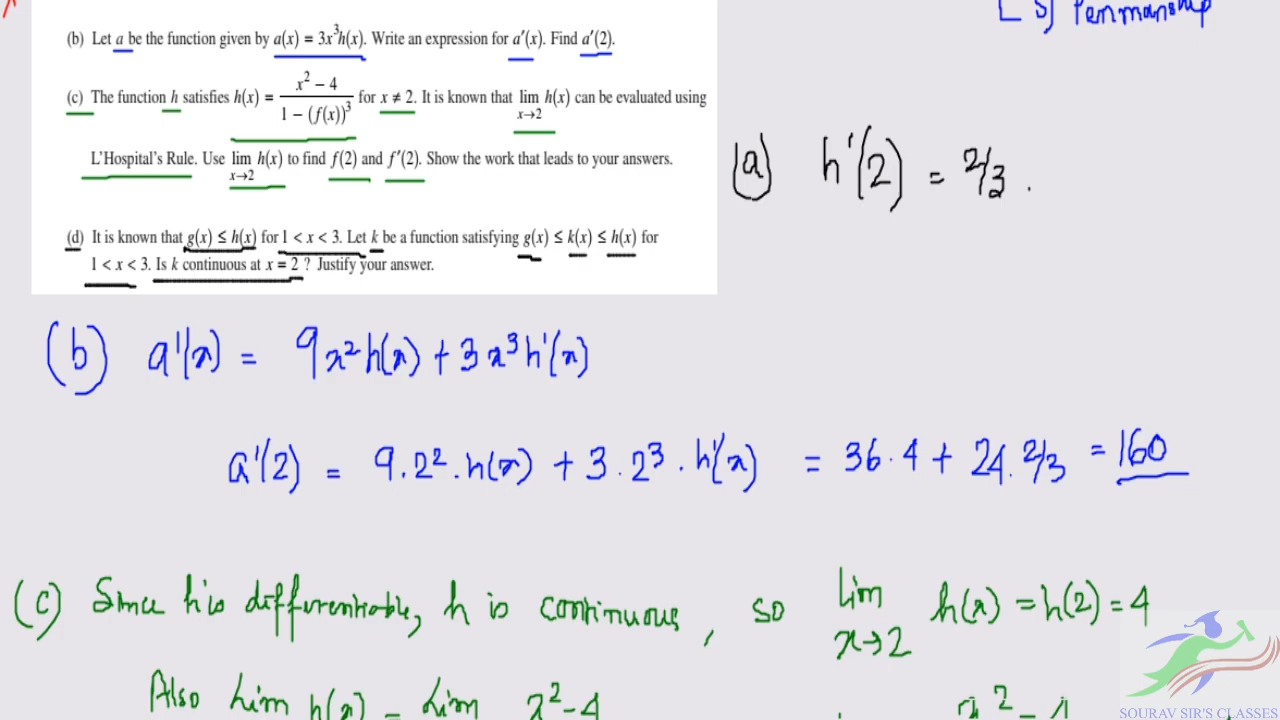 [ s] Penmanship
(b) Let a be the function given by a(x) = 3x³h(x). Write an expression for a′(x). Find a′(2).
(c) The function h satisfies h(x) = (x² − 4)/(1 − (f(x))³) for x ≠ 2. It is known that lim x→2 h(x) can be evaluated using
L'Hospital's Rule. Use lim x→2 h(x) to find f(2) and f′(2). Show the work that leads to your answers.
(d) It is known that g(x) ≤ h(x) for 1 < x < 3. Let k be a function satisfying g(x) ≤ k(x) ≤ h(x) for
1 < x < 3. Is k continuous at x = 2 ? Justify your answer.
(a) h'(2) = 2/3 .
(b) a'(x) = 9x²h(x) + 3x³h'(x)
a'(2) = 9.2².h(x) + 3.2³.h'(x) = 36.4 + 24.2/3 = 160
(c) Since h is differentiable, h is continuous, so lim x→2 h(x) = h(2) = 4
Also lim h(x) = lim x²-4 x²-4
SOURAV SIR'S CLASSES